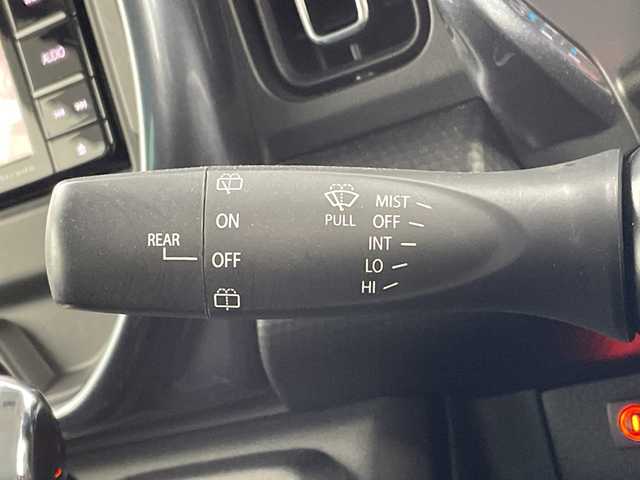 AUDIO
MIST
ON
OFF
PULL
INT
REAR
OFF
LO
HI